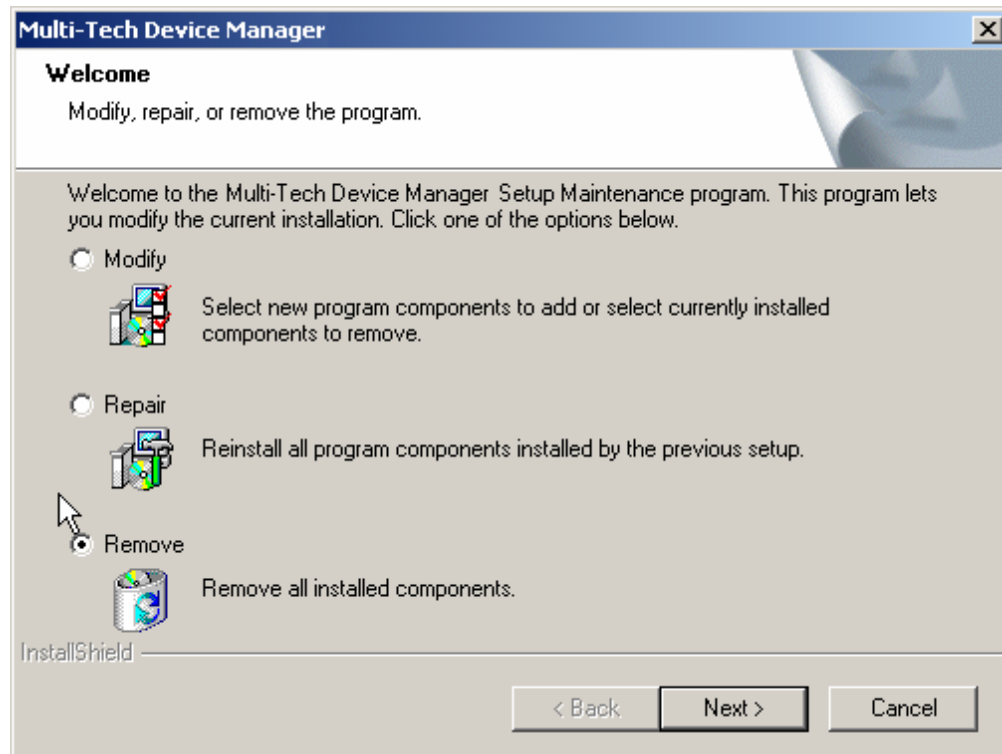 Multi-Tech Device Manager
Welcome
Modify, repair, or remove the program.
Welcome to the Multi-Tech Device Manager Setup Maintenance program. This program lets
you modify the current installation. Click one of the options below.
Modify
Select new program components to add or select currently installed
components to remove.
Repair
Reinstall all program components installed by the previous setup.
Remove
Remove all installed components.
InstallShield
< Back
Next >
Cancel